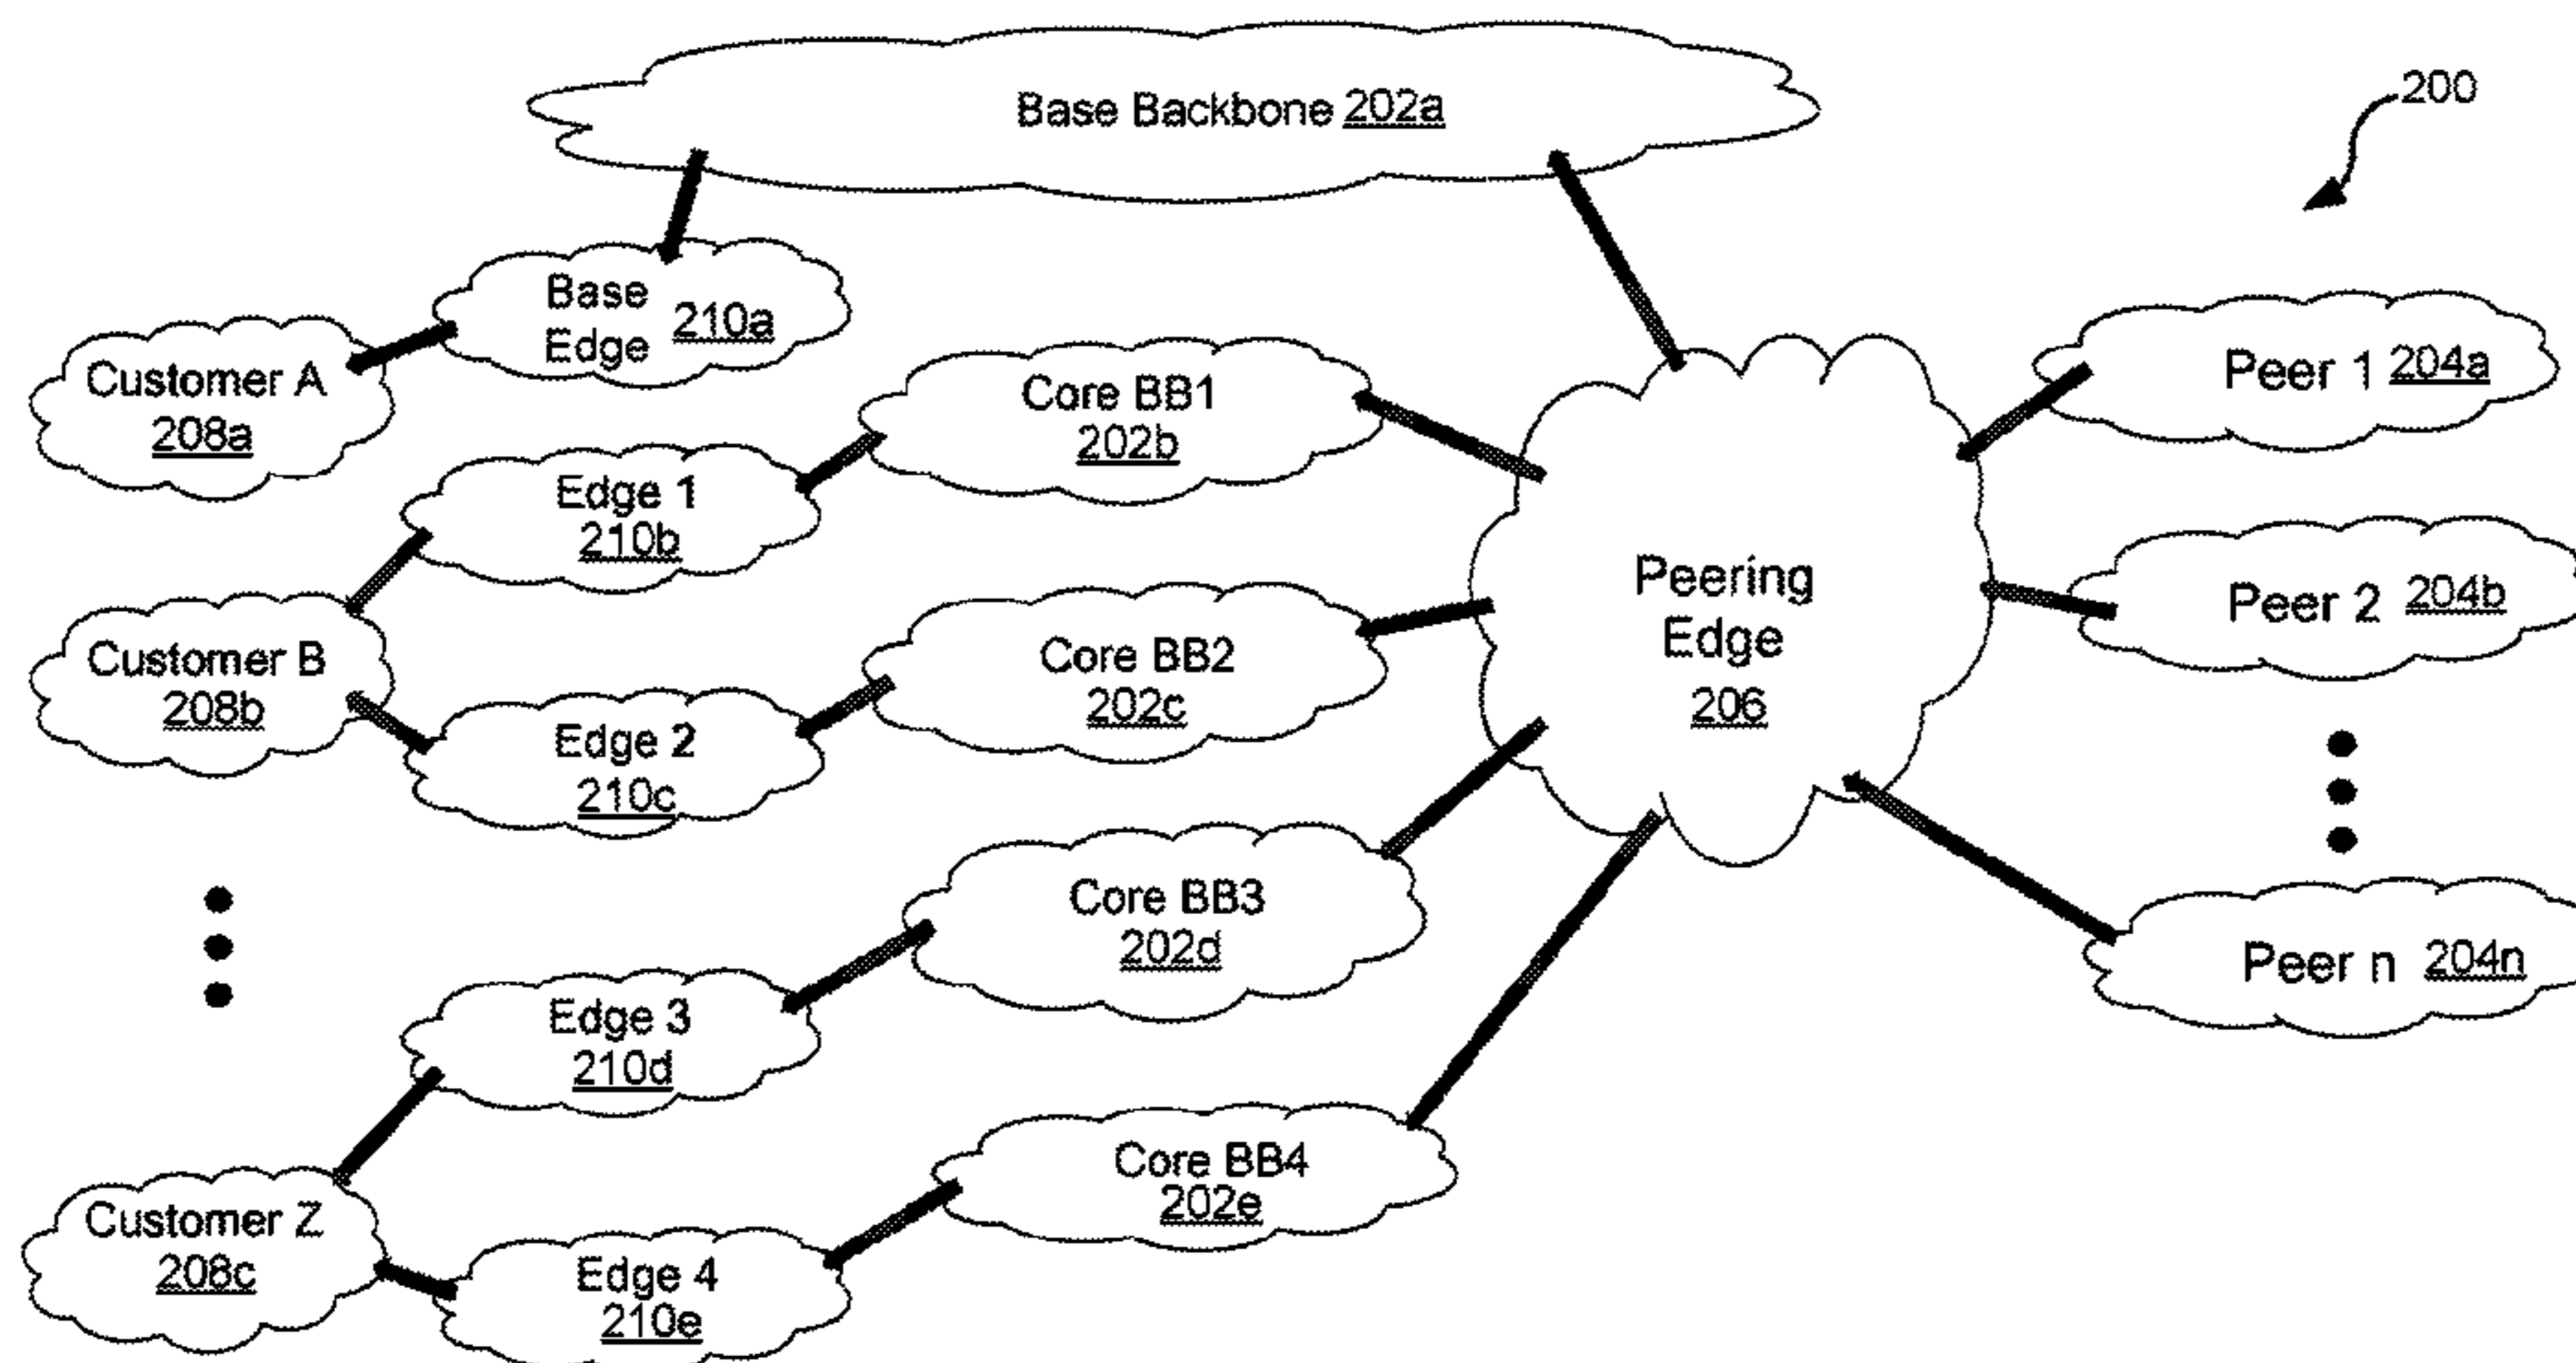 Base Backbone 202a
200
Base
Edge 210a
Customer A
208a
Core BB1
202b
Peer 1 204a
Edge 1
210b
Peering
Edge
206
Peer 2 204b
Customer B
208b
Core BB2
202c
Edge 2
210c
Core BB3
202d
Peer n 204n
Edge 3
210d
Core BB4
202e
Customer Z
208c
Edge 4
210e